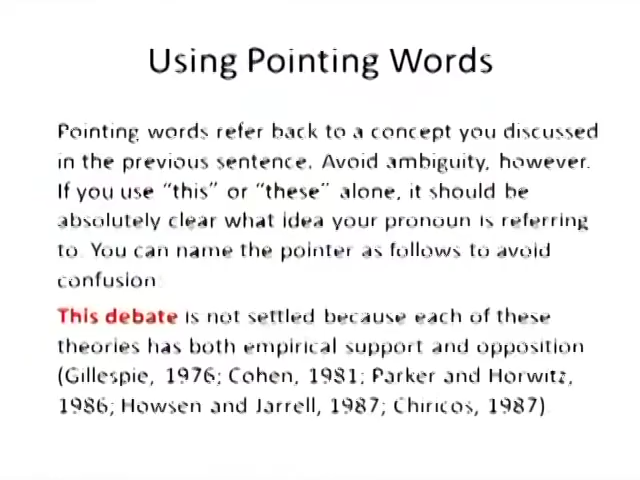 Using Pointing Words
Pointing words refer back to a concept you discussed
in the previous sentence. Avoid ambiguity, however.
If you use “this” or “these” alone, it should be
absolutely clear what idea your pronoun is referring
to. You can name the pointer as follows to avoid
confusion:
This debate is not settled because each of these
theories has both empirical support and opposition
(Gillespie, 1976; Cohen, 1981; Parker and Horwitz,
1986; Howsen and Jarrell, 1987; Chiricos, 1987).